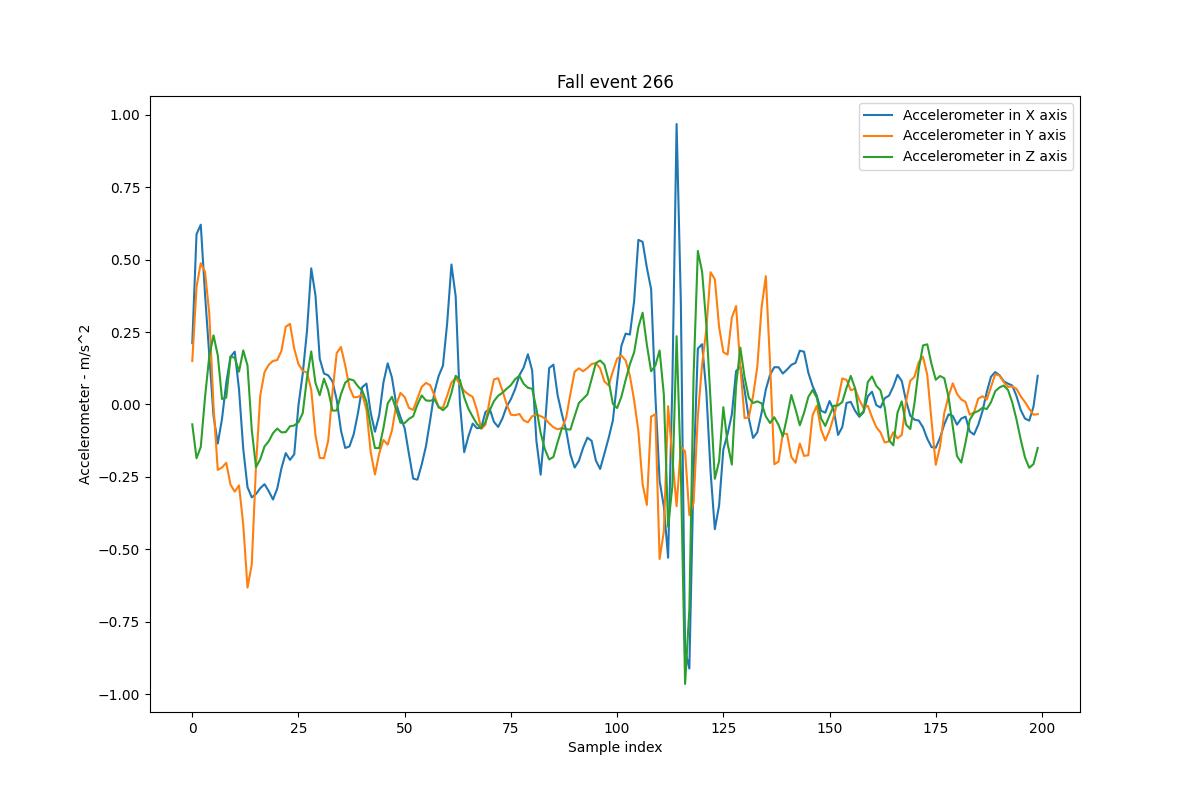 Fall event 266
Accelerometer in X axis
Accelerometer in Y axis
Accelerometer in Z axis
Accelerometer - m/s^2
1.00
0.75
0.50
0.25
0.00
−0.25
−0.50
−0.75
−1.00
0 25 50 75 100 125 150 175 200
Sample index